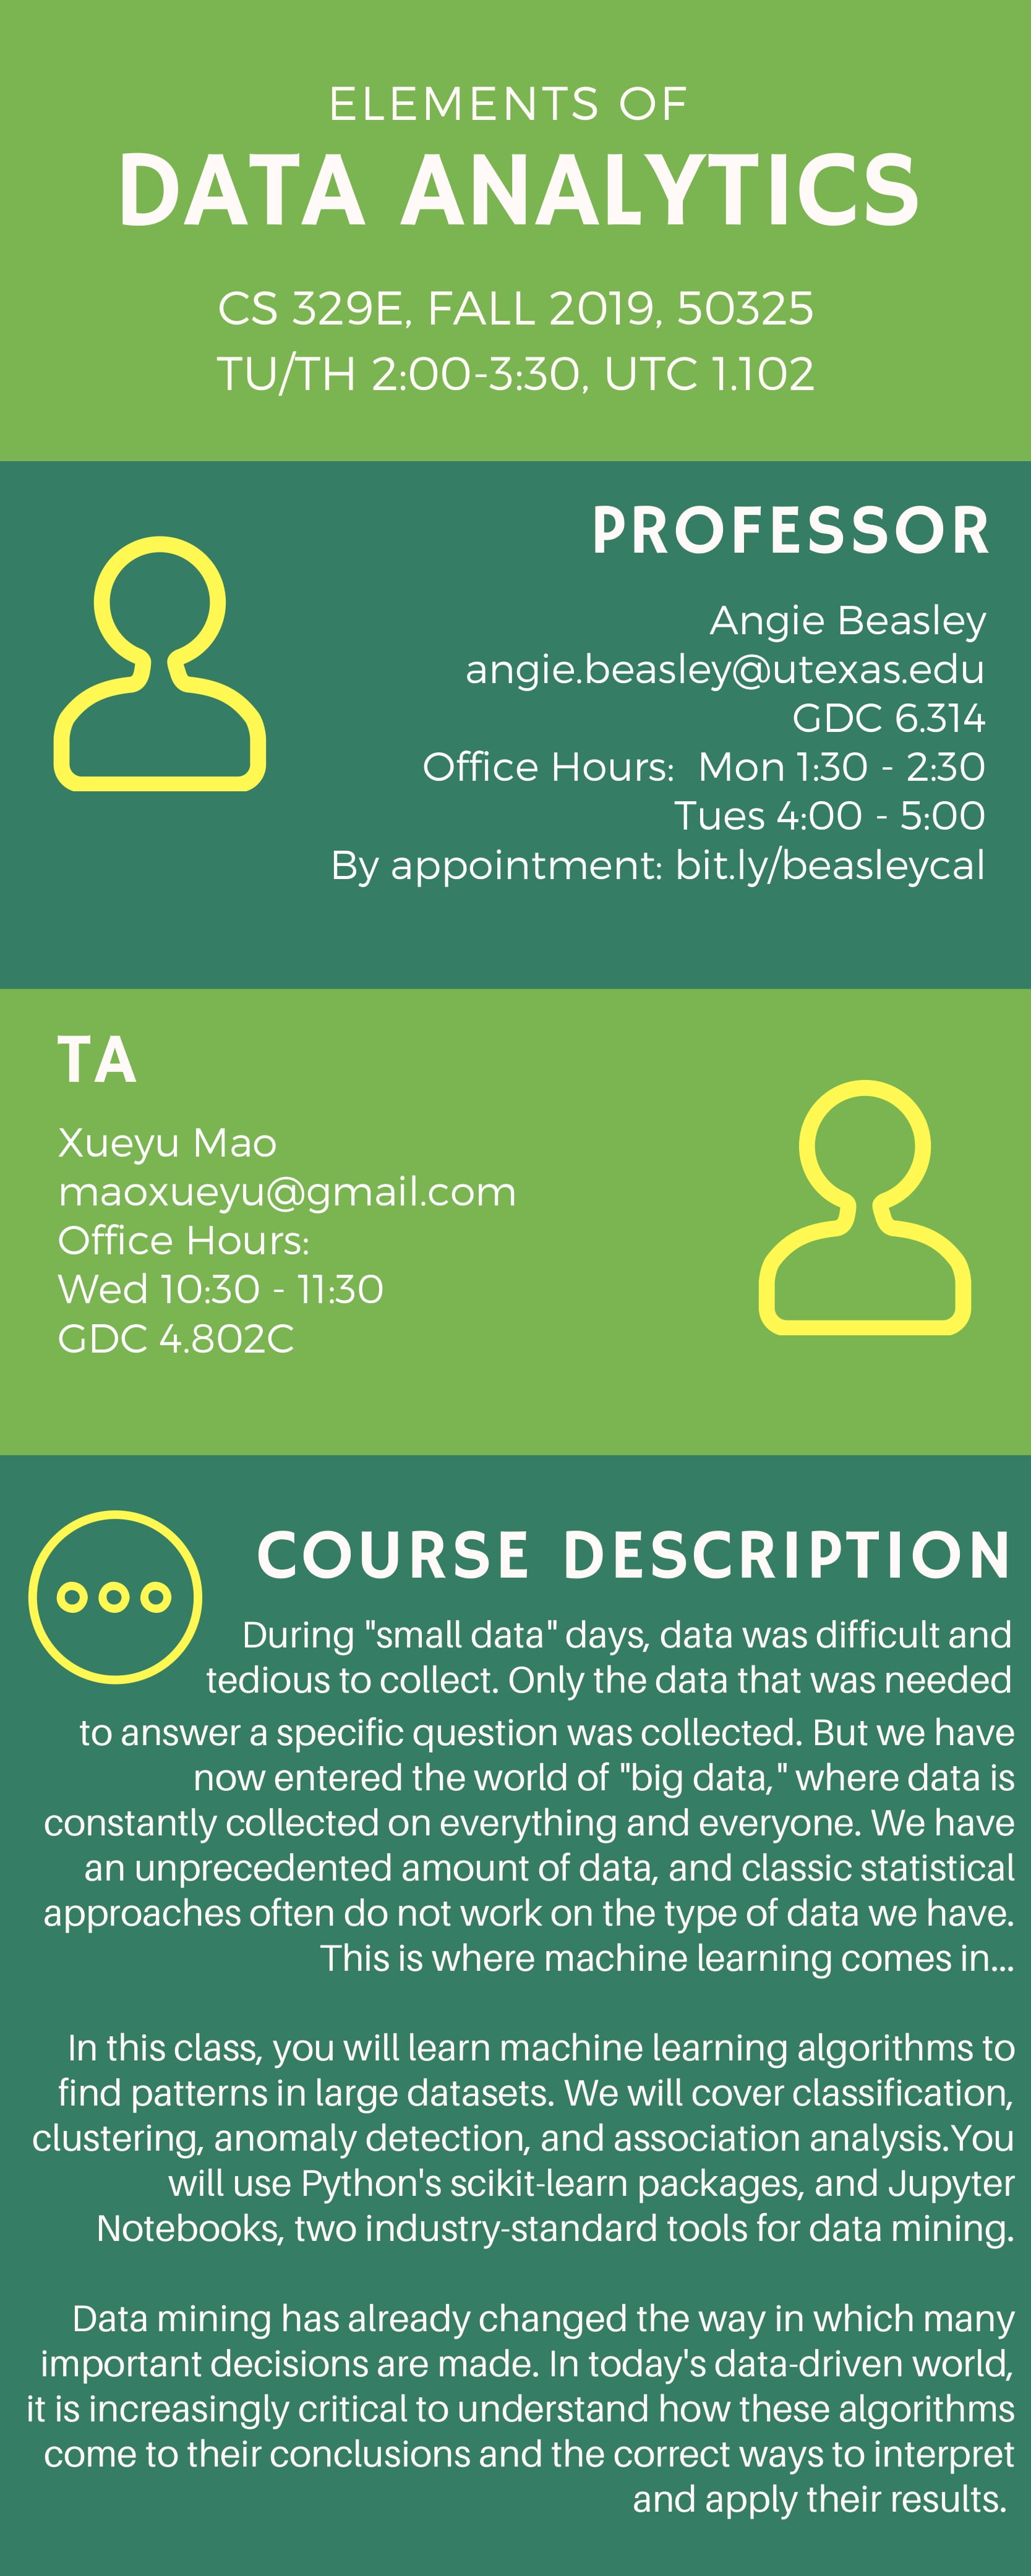 ELEMENTS OF
DATA ANALYTICS
CS 329E, FALL 2019, 50325
TU/TH 2:00-3:30, UTC 1.102
PROFESSOR
Angie Beasley
angie.beasley@utexas.edu
GDC 6.314
Office Hours:  Mon 1:30 - 2:30
Tues 4:00 - 5:00
By appointment: bit.ly/beasleycal
TA
Xueyu Mao
maoxueyu@gmail.com
Office Hours:
Wed 10:30 - 11:30
GDC 4.802C
COURSE DESCRIPTION
During "small data" days, data was difficult and
tedious to collect. Only the data that was needed
to answer a specific question was collected. But we have
now entered the world of "big data," where data is
constantly collected on everything and everyone. We have
an unprecedented amount of data, and classic statistical
approaches often do not work on the type of data we have.
This is where machine learning comes in...
In this class, you will learn machine learning algorithms to
find patterns in large datasets. We will cover classification,
clustering, anomaly detection, and association analysis.You
will use Python's scikit-learn packages, and Jupyter
Notebooks, two industry-standard tools for data mining.
Data mining has already changed the way in which many
important decisions are made. In today's data-driven world,
it is increasingly critical to understand how these algorithms
come to their conclusions and the correct ways to interpret
and apply their results.